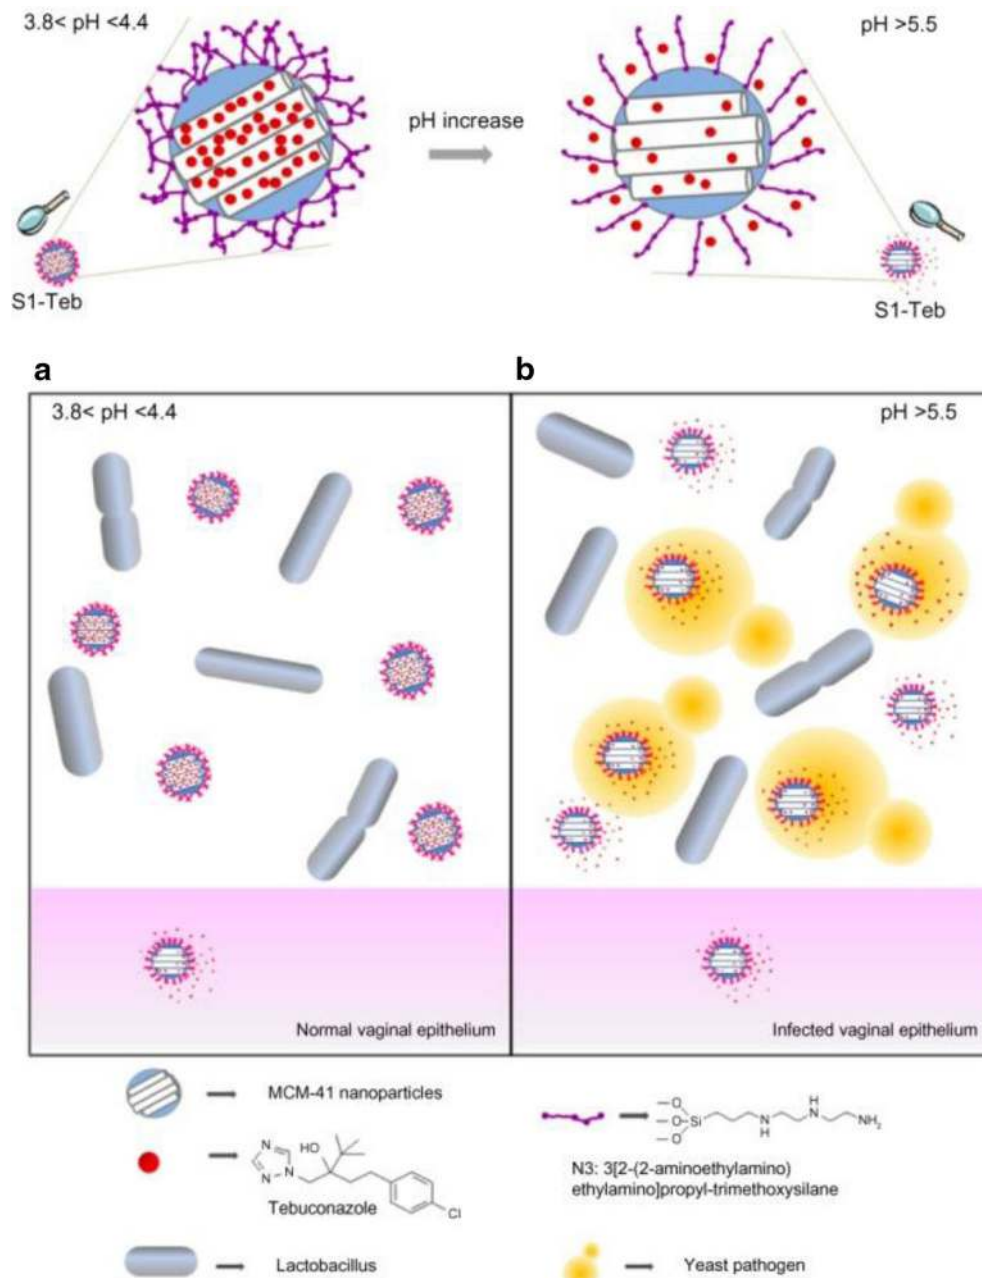 3.8< pH <4.4
pH >5.5
pH increase
S1-Teb
S1-Teb
a
b
3.8< pH <4.4
pH >5.5
Normal vaginal epithelium
Infected vaginal epithelium
MCM-41 nanoparticles
N
N
N
HO
Cl
Tebuconazole
O
O
O
Si
N
H
H
N
NH₂
N3: 3[2-(2-aminoethylamino)
ethylamino]propyl-trimethoxysilane
Lactobacillus
Yeast pathogen